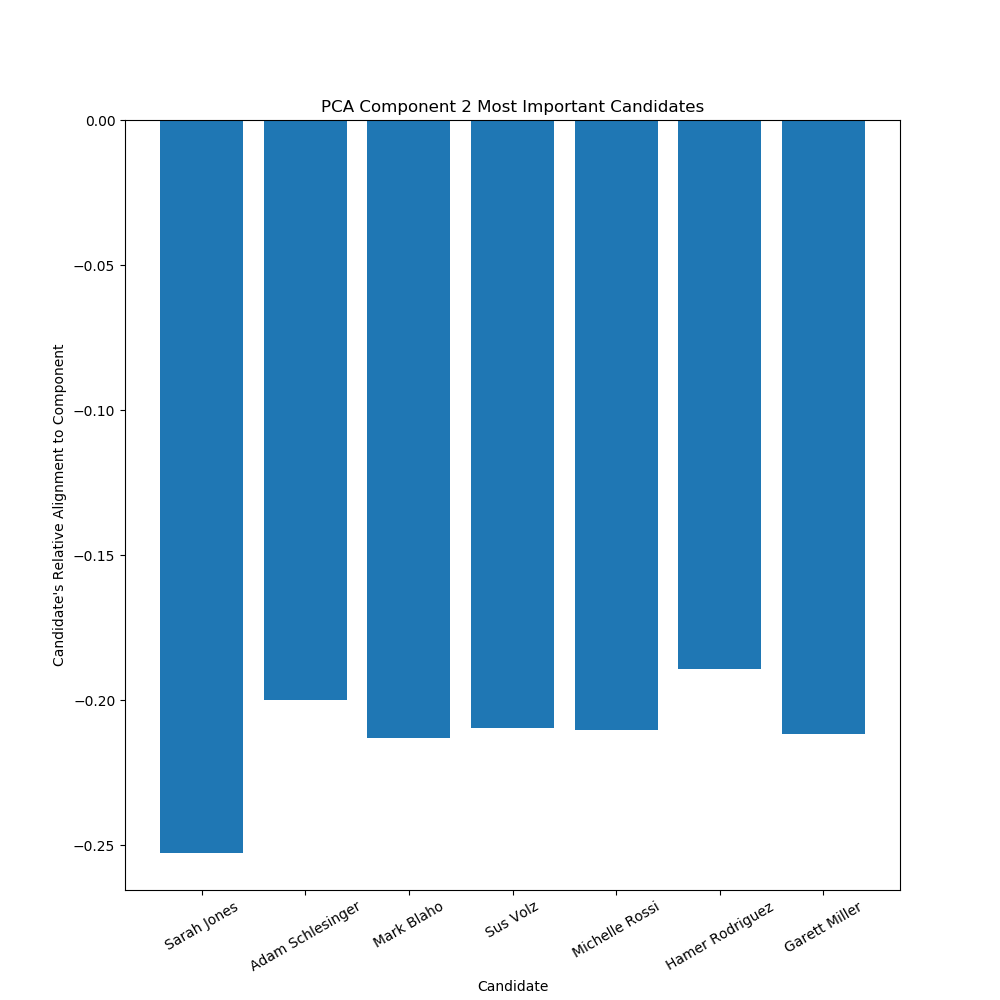 PCA Component 2 Most Important Candidates
0.00
−0.05
−0.10
−0.15
−0.20
−0.25
Candidate's Relative Alignment to Component
Sarah Jones
Adam Schlesinger
Mark Blaho
Sus Volz
Michelle Rossi
Hamer Rodriguez
Garett Miller
Candidate